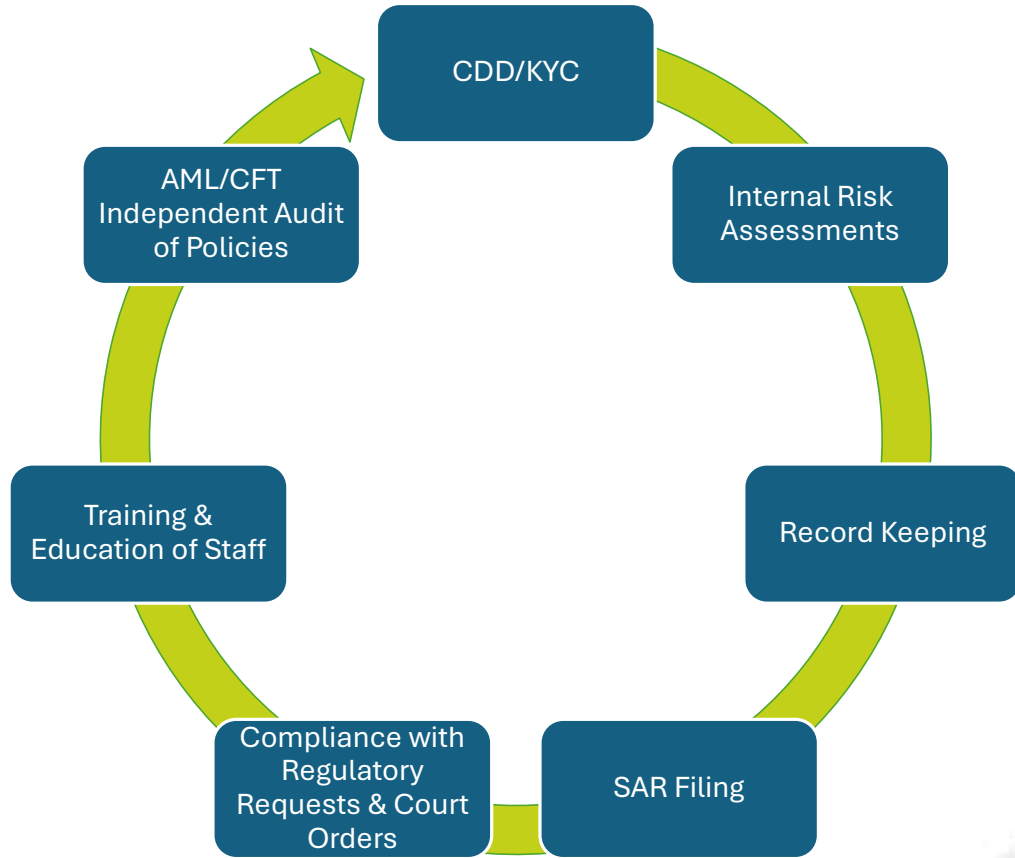 CDD/KYC
Internal Risk
Assessments
Record Keeping
SAR Filing
Compliance with
Regulatory
Requests & Court
Orders
Training &
Education of Staff
AML/CFT
Independent Audit
of Policies